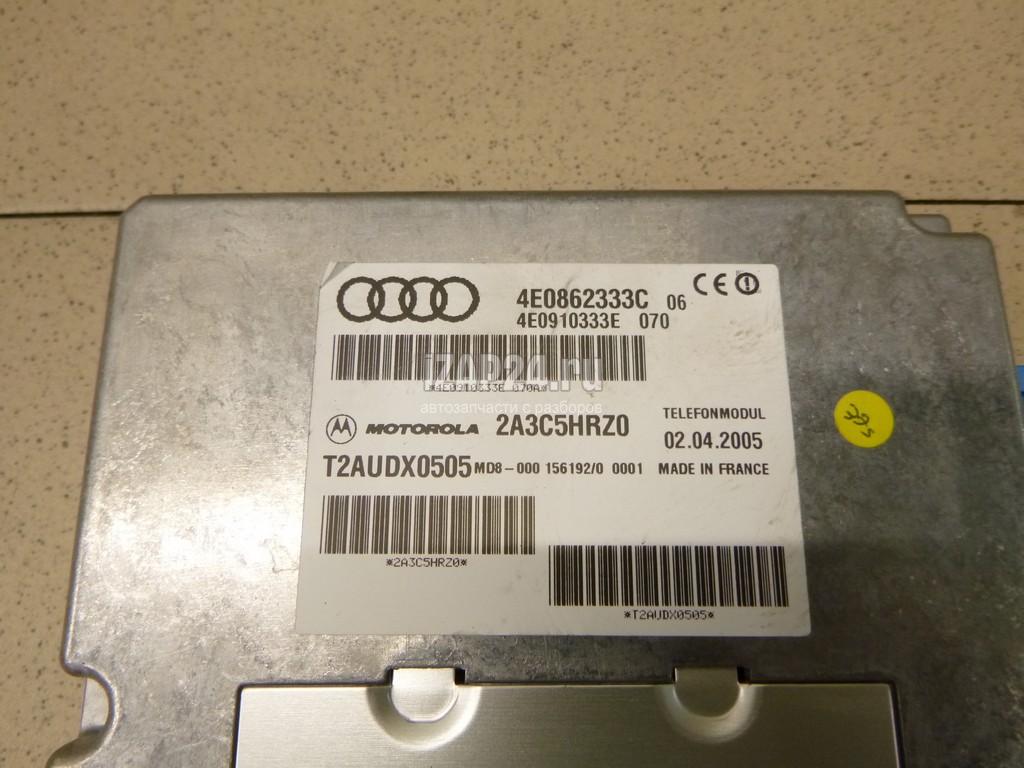 4E0862333C 06
4E0910333E 070
CE
*4E0910333E 070A*
iZAP24.ru
автозапчасти с разборов
MOTOROLA 2A3C5HRZ0
TELEFONMODUL
02.04.2005
T2AUDX0505 MD8-000 156192/0 0001 MADE IN FRANCE
*2A3C5HRZ0*
*T2AUDX0505*